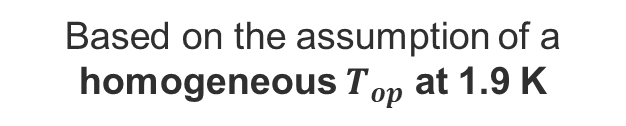 Based on the assumption of a
homogeneous T_op at 1.9 K